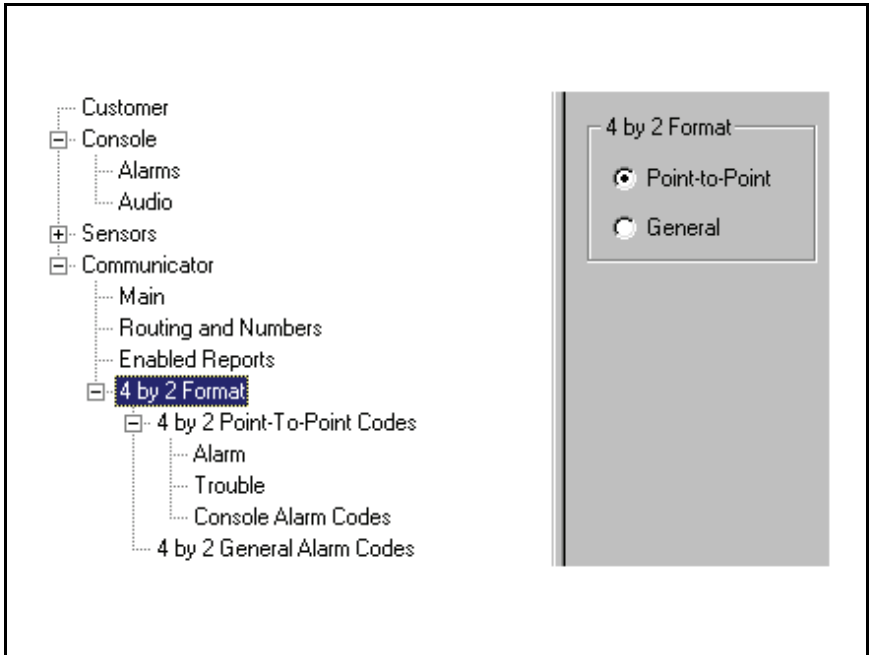 Customer
Console
Alarms
Audio
Sensors
Communicator
Main
Routing and Numbers
Enabled Reports
4 by 2 Format
4 by 2 Point-To-Point Codes
Alarm
Trouble
Console Alarm Codes
4 by 2 General Alarm Codes
4 by 2 Format
Point-to-Point
General